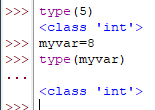 >>> type(5)
<class 'int'>
>>> myvar=8
>>> type(myvar)
...
<class 'int'>
>>>